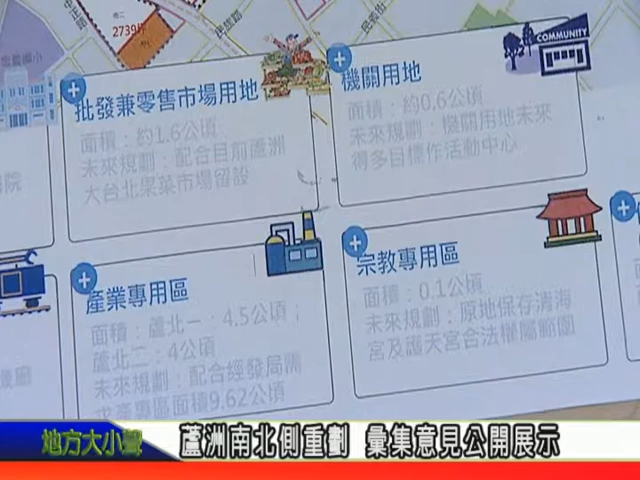 市二
2739坪
COMMUNITY
批發兼零售市場用地
面積：約1.6公頃
未來規劃：配合目前蘆洲
大台北果菜市場留設
機關用地
面積：約0.6公頃
未來規劃：機關用地未來
得多目標作活動中心
產業專用區
面積：蘆北一：4.5公頃；
蘆北二：4公頃
未來規劃：配合經發局需
求產專區面積9.62公頃
宗教專用區
面積：0.1公頃
未來規劃：原地保存清海
宮及護天宮合法權屬範圍
地方大小聲
蘆洲南北側重劃 彙集意見公開展示